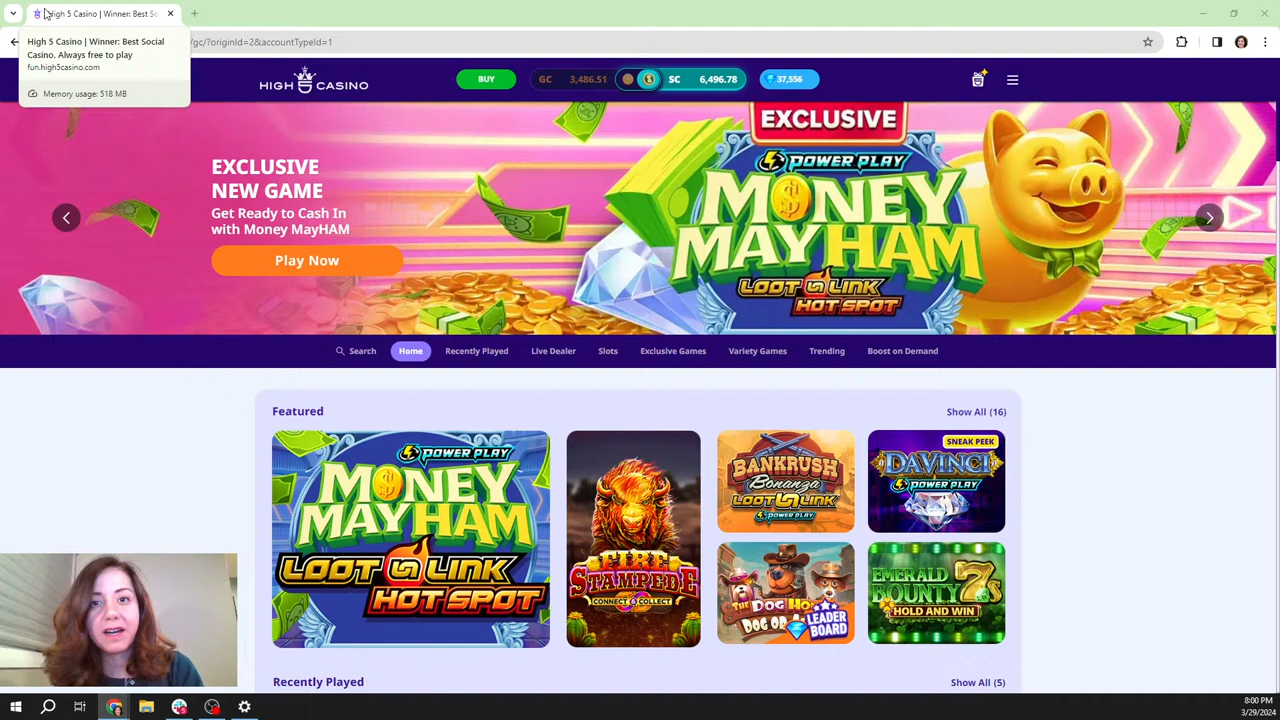 High 5 Casino | Winner: Best So
High 5 Casino | Winner: Best Social
Casino. Always free to play
fun.high5casino.com
Memory usage: 518 MB
gc/?originId=2&accountTypeId=1
HIGH 5 CASINO
BUY
GC 3,486.51
SC 6,496.78
37,556
EXCLUSIVE
NEW GAME
Get Ready to Cash In
with Money MayHAM
Play Now
EXCLUSIVE
POWER PLAY
MONEY
MAYHAM
LOOT LINK
HOT SPOT
Search
Home
Recently Played
Live Dealer
Slots
Exclusive Games
Variety Games
Trending
Boost on Demand
Featured
Show All (16)
POWER PLAY
MONEY
MAYHAM
LOOT LINK
HOT SPOT
FIRE
STAMPEDE
CONNECT & COLLECT
BANKRUSH
Bonanza
LOOT LINK
POWER PLAY
SNEAK PEEK
DAVINCI
POWER PLAY
THE DOG HO
DOG OR A
LEADER
BOARD
EMERALD
BOUNTY 7s
HOLD AND WIN
Recently Played
Show All (5)
8:00 PM
3/29/2024